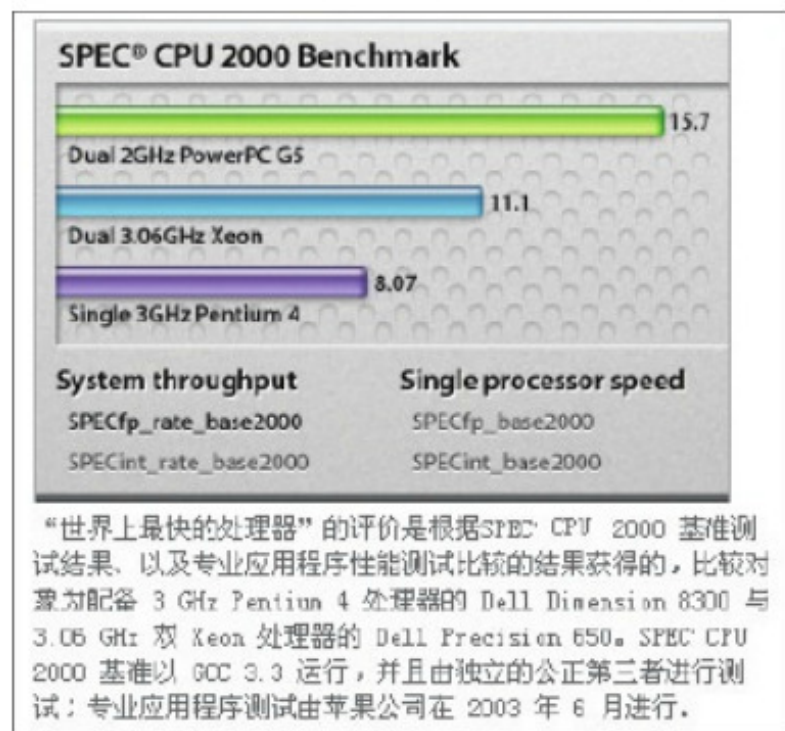 SPEC® CPU 2000 Benchmark
15.7
Dual 2GHz PowerPC G5
11.1
Dual 3.06GHz Xeon
8.07
Single 3GHz Pentium 4
System throughput
Single processor speed
SPECfp_rate_base2000
SPECfp_base2000
SPECint_rate_base2000
SPECint_base2000
“世界上最快的处理器”的评价是根据SPEC CPU 2000 基准测
试结果、以及专业应用程序性能测试比较的结果获得的，比较对
象为配备 3 GHz Pentium 4 处理器的 Dell Dimension 8300 与
3.06 GHz 双 Xeon 处理器的 Dell Precision 650。SPEC CPU
2000 基准以 GCC 3.3 运行，并且由独立的公正第三者进行测
试；专业应用程序测试由苹果公司在 2003 年 6 月进行.